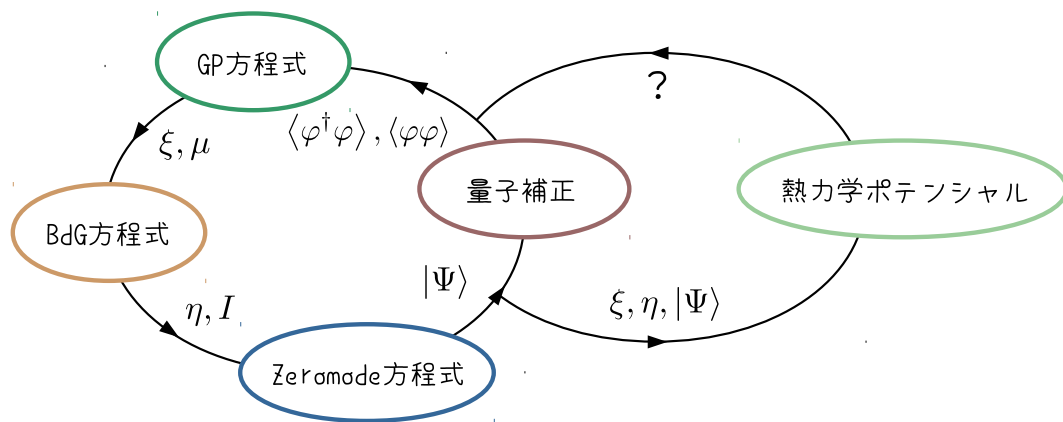 GP方程式
?
⟨φ†φ⟩, ⟨φφ⟩
ξ, μ
量子補正
熱力学ポテンシャル
BdG方程式
|Ψ⟩
η, I
ξ, η, |Ψ⟩
Zeromode方程式